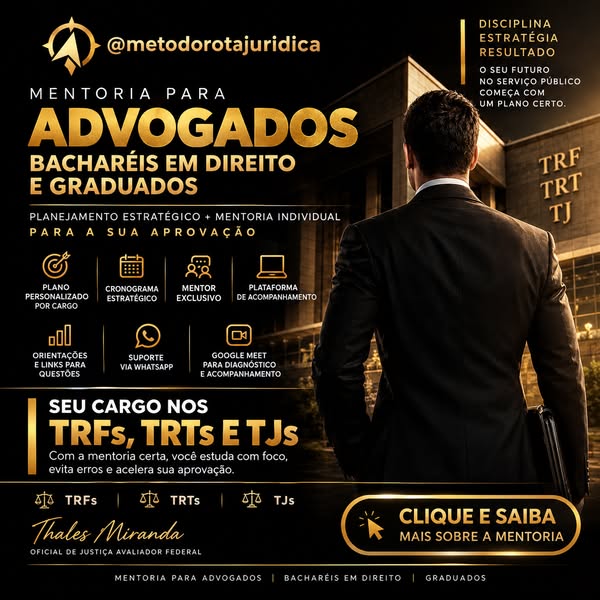 @metodorotajuridica
DISCIPLINA
ESTRATÉGIA
RESULTADO
O SEU FUTURO
NO SERVIÇO PÚBLICO
COMEÇA COM
UM PLANO CERTO.
MENTORIA PARA
ADVOGADOS
BACHARÉIS EM DIREITO
E GRADUADOS
PLANEJAMENTO ESTRATÉGICO + MENTORIA INDIVIDUAL
PARA A SUA APROVAÇÃO
TRF
TRT
TJ
PLANO
PERSONALIZADO
POR CARGO
CRONOGRAMA
ESTRATÉGICO
MENTOR
EXCLUSIVO
PLATAFORMA
DE ACOMPANHAMENTO
ORIENTAÇÕES
E LINKS PARA
QUESTÕES
SUPORTE
VIA WHATSAPP
GOOGLE MEET
PARA DIAGNÓSTICO
E ACOMPANHAMENTO
SEU CARGO NOS
TRFs, TRTs E TJs
Com a mentoria certa, você estuda com foco,
evita erros e acelera sua aprovação.
TRFs | TRTs | TJs
Thales Miranda
OFICIAL DE JUSTIÇA AVALIADOR FEDERAL
CLIQUE E SAIBA
MAIS SOBRE A MENTORIA
MENTORIA PARA ADVOGADOS | BACHARÉIS EM DIREITO | GRADUADOS